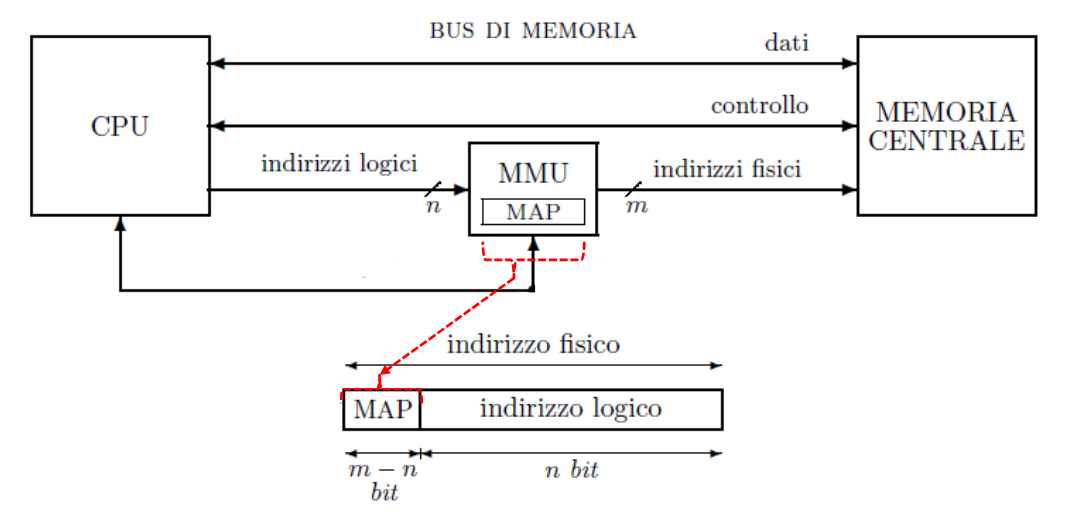 BUS DI MEMORIA
dati
CPU
controllo
MEMORIA
CENTRALE
indirizzi logici
n
MMU
MAP
indirizzi fisici
m
indirizzo fisico
MAP
indirizzo logico
m − n
bit
n bit